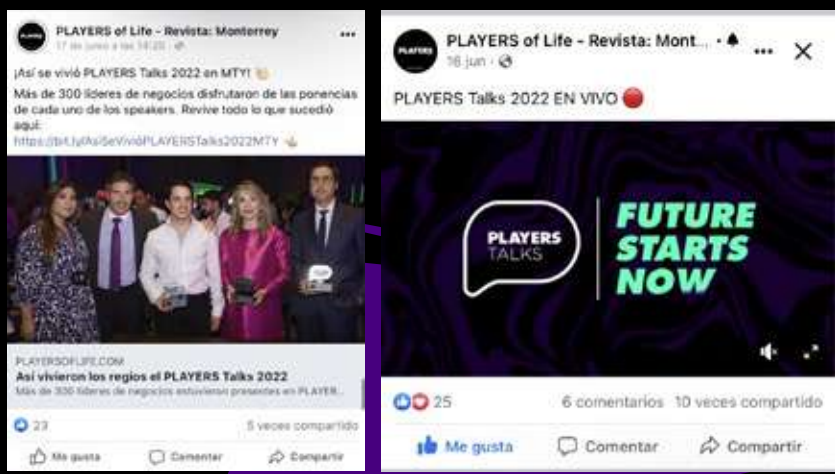 PLAYERS of Life - Revista: Monterrey
17 de junio a las 14:25
¡Así se vivió PLAYERS Talks 2022 en MTY!
Más de 300 líderes de negocios disfrutaron de las ponencias
de cada uno de los speakers. Revive todo lo que sucedió
aquí:
https://bit.ly/AsíSeVivióPLAYERSTalks2022MTY
PLAYERSOFLIFE.COM
Así vivieron los regios el PLAYERS Talks 2022
Más de 300 líderes de negocios estuvieron presentes en PLAYER...
23
5 veces compartido
Me gusta
Comentar
Compartir
PLAYERS
PLAYERS of Life - Revista: Mont...
16 jun
PLAYERS Talks 2022 EN VIVO
PLAYERS
TALKS
FUTURE
STARTS
NOW
25
6 comentarios 10 veces compartido
Me gusta
Comentar
Compartir